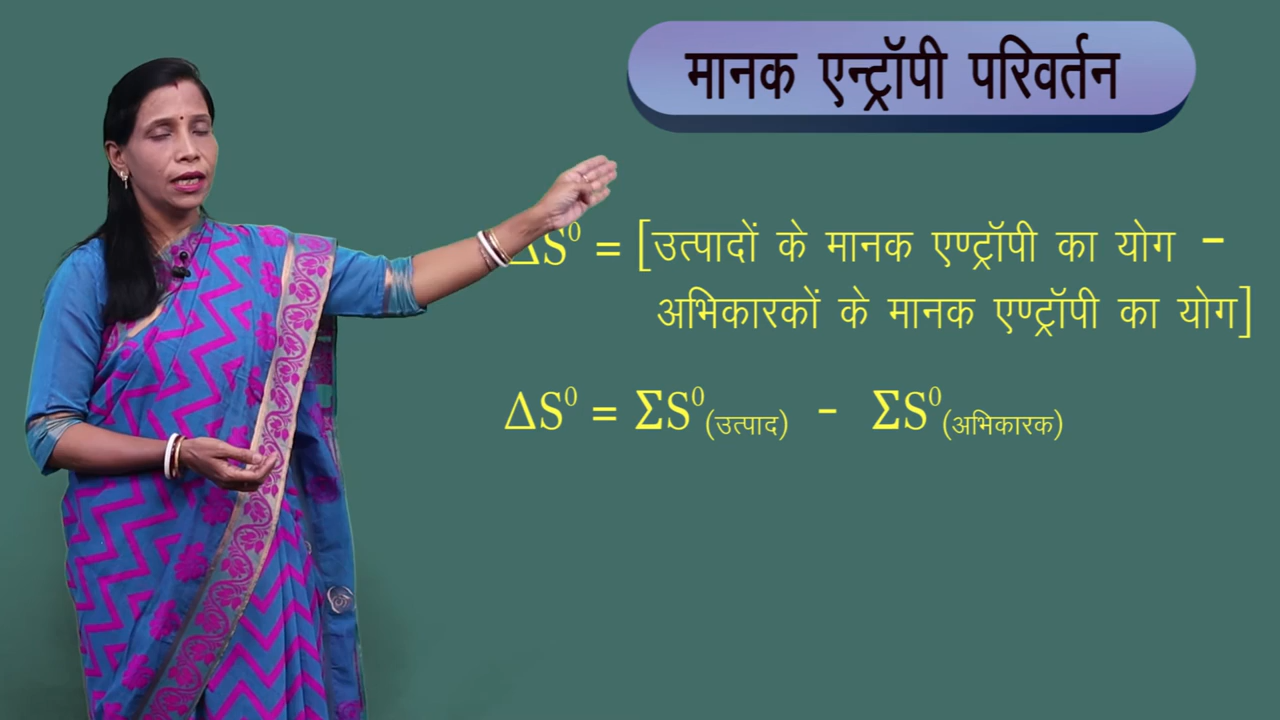 मानक एन्ट्रॉपी परिवर्तन
ΔS⁰ = [उत्पादों के मानक एण्ट्रॉपी का योग -
अभिकारकों के मानक एण्ट्रॉपी का योग]
ΔS⁰ = ΣS⁰(उत्पाद) - ΣS⁰(अभिकारक)